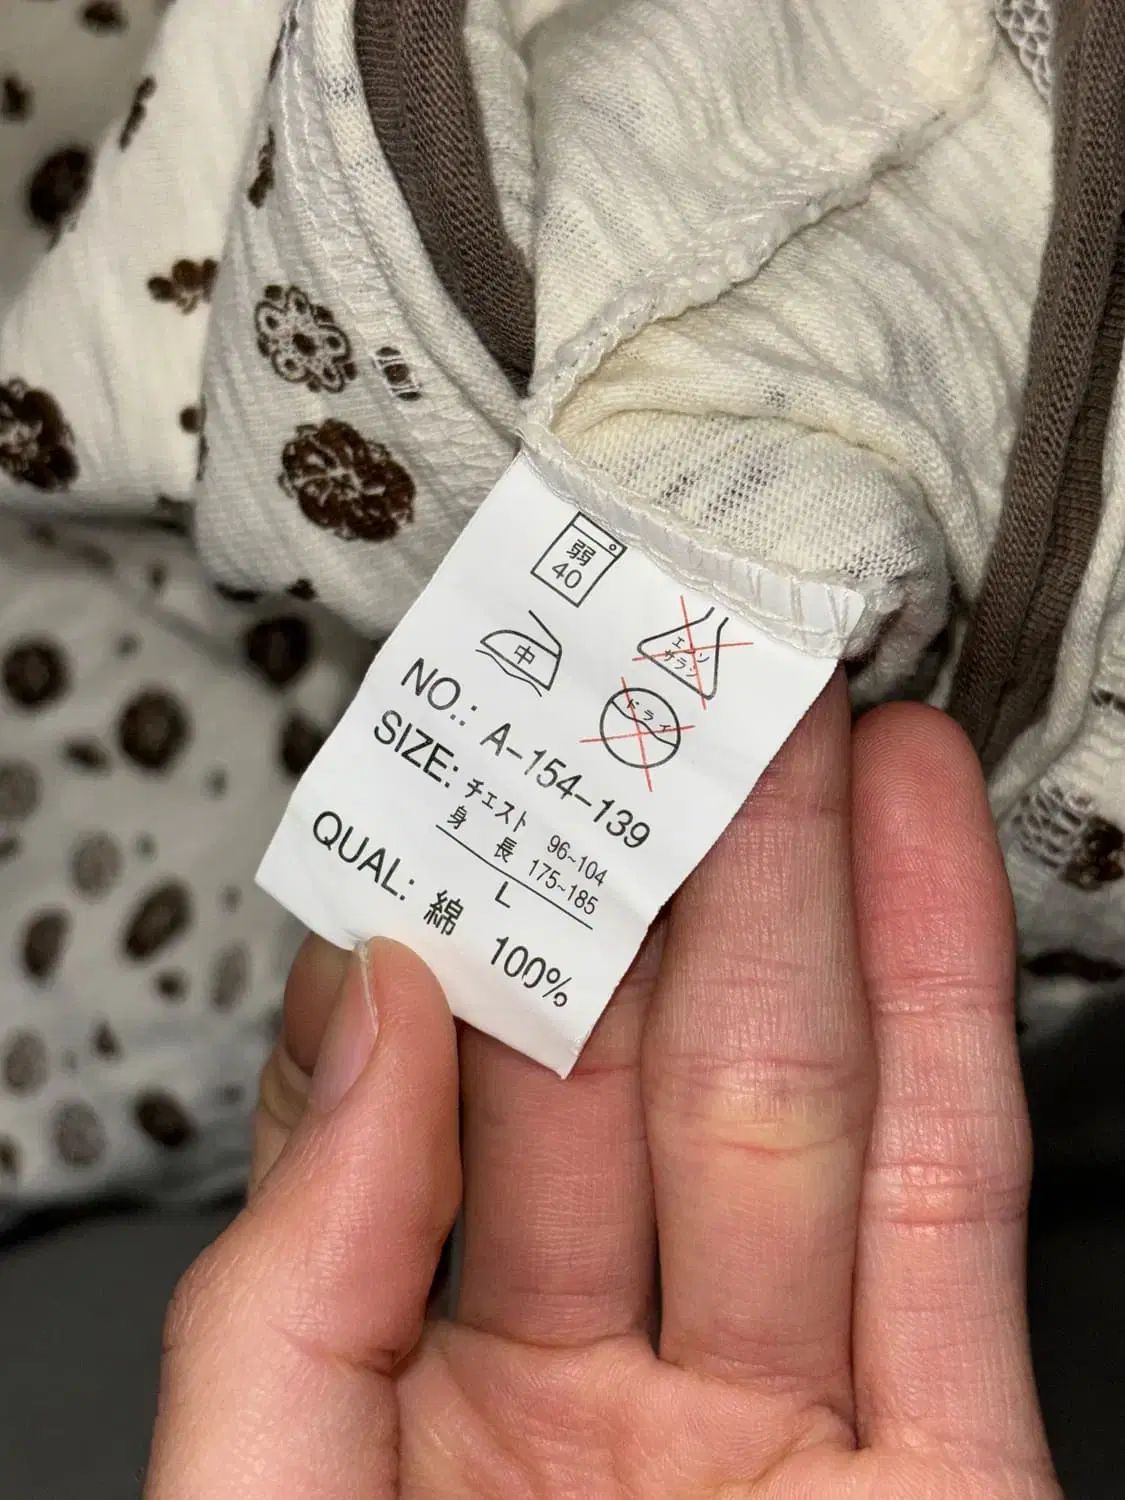 弱
40
中
エンソ
サラシ
ドライ
NO.: A-154-139
SIZE: チェスト 96~104
身長 175~185
L
QUAL: 綿 100%